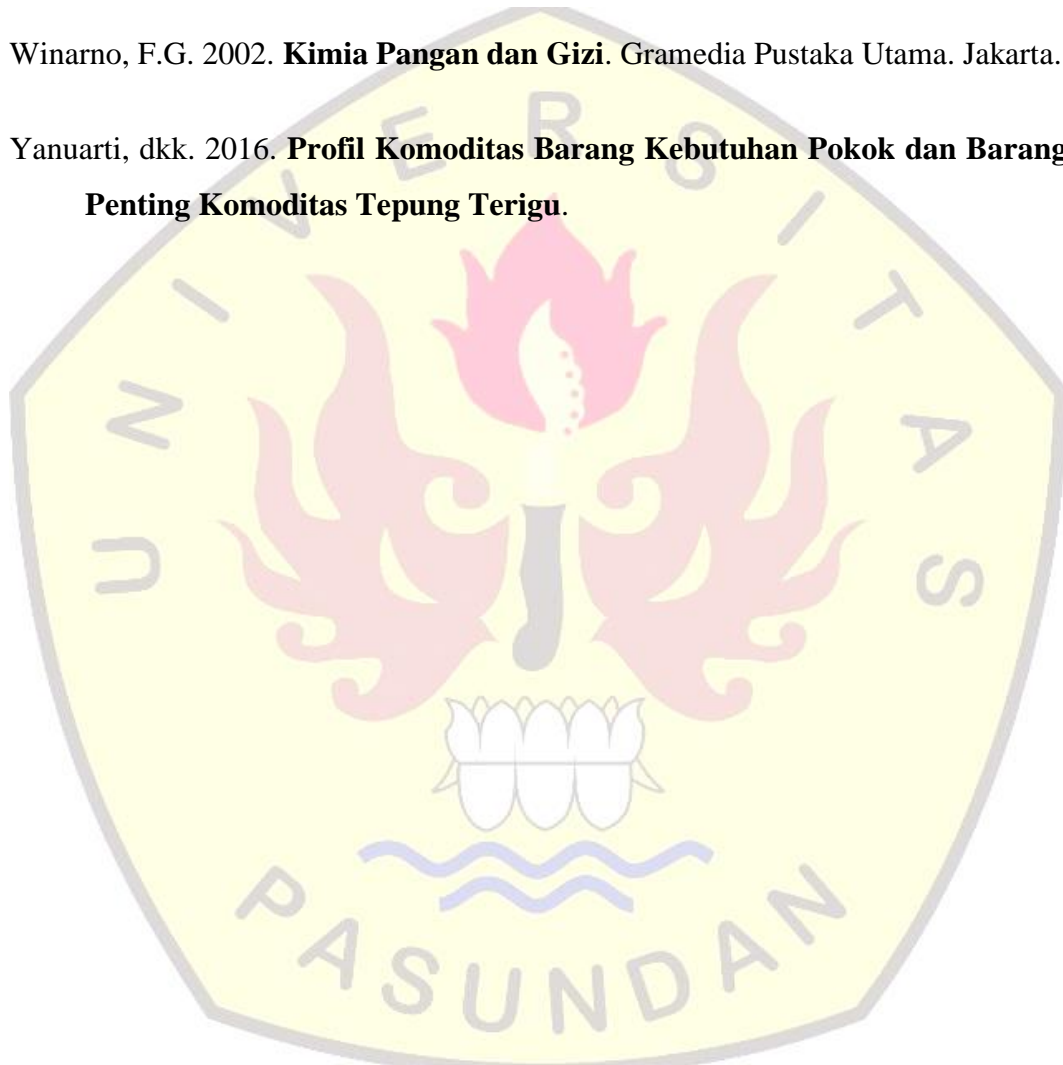 Winarno, F.G. 2002. Kimia Pangan dan Gizi. Gramedia Pustaka Utama. Jakarta.
Yanuarti, dkk. 2016. Profil Komoditas Barang Kebutuhan Pokok dan Barang
Penting Komoditas Tepung Terigu.
UNIVERSITAS
PASUNDAN